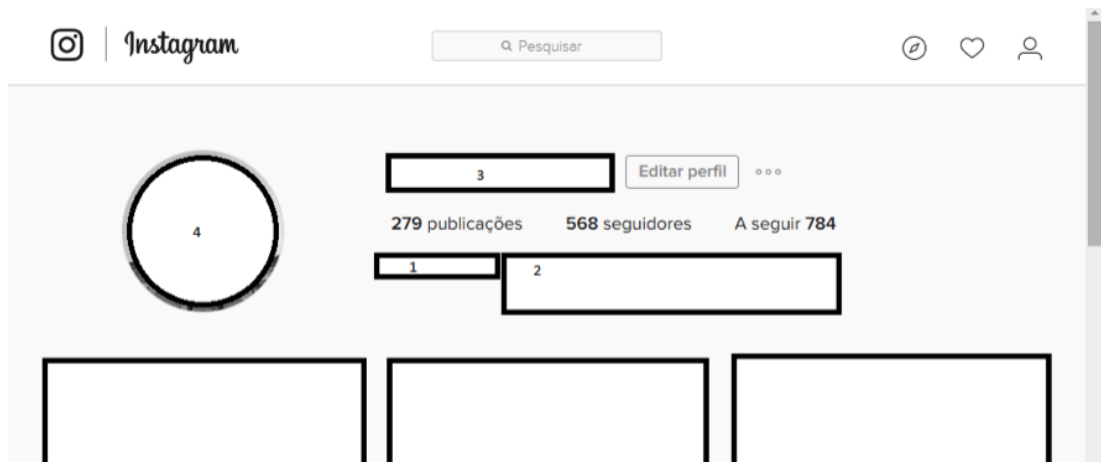 Instagram
Pesquisar
3
Editar perfil
279 publicações 568 seguidores A seguir 784
4
1
2